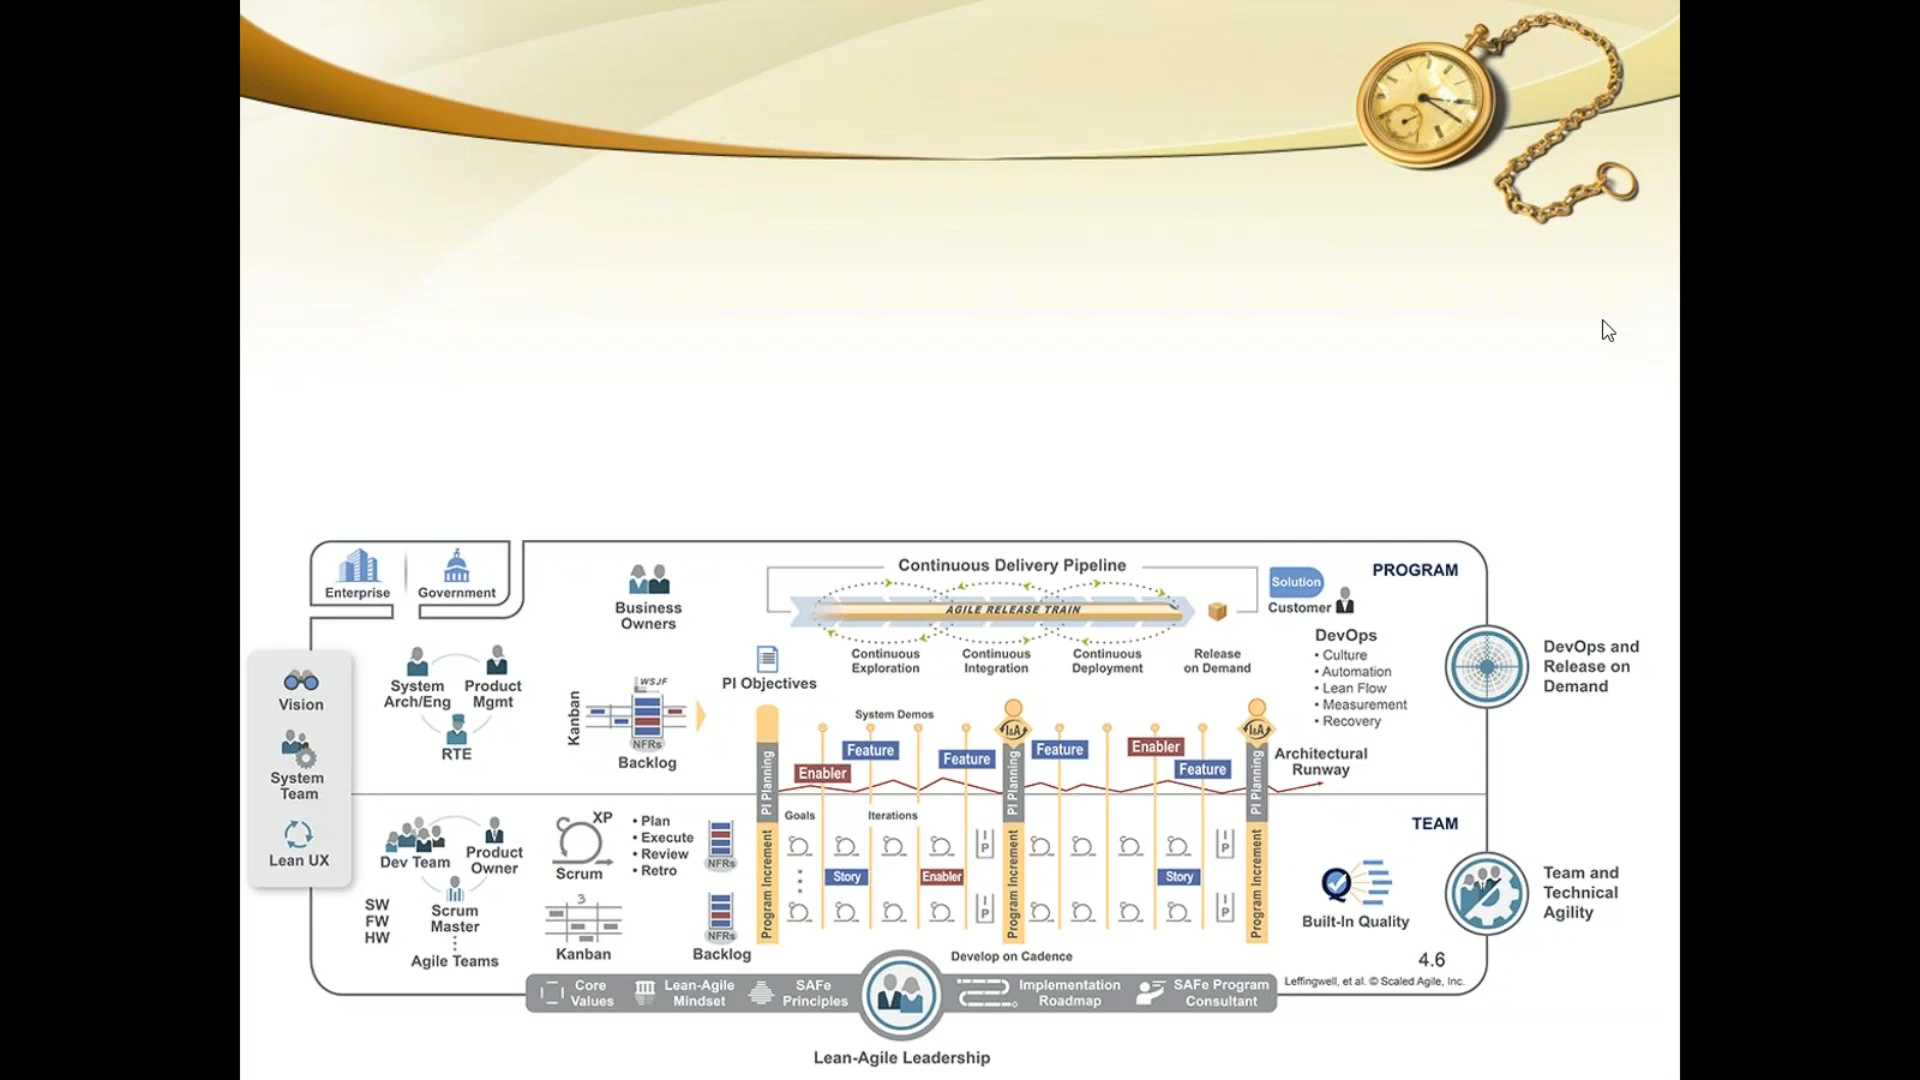 Enterprise
Government
Business
Owners
Continuous Delivery Pipeline
AGILE RELEASE TRAIN
Continuous
Exploration
Continuous
Integration
Continuous
Deployment
Release
on Demand
Solution
Customer
PROGRAM
DevOps
• Culture
• Automation
• Lean Flow
• Measurement
• Recovery
DevOps and
Release on
Demand
Vision
System
Team
Lean UX
System
Arch/Eng
Product
Mgmt
RTE
Kanban
WSJF
NFRs
Backlog
PI Objectives
System Demos
Enabler
Feature
Feature
I&A
Feature
Enabler
Feature
I&A
Architectural
Runway
PI Planning
PI Planning
PI Planning
TEAM
Dev Team
Product
Owner
Scrum
Master
Agile Teams
SW
FW
HW
XP
Scrum
• Plan
• Execute
• Review
• Retro
Kanban
NFRs
NFRs
Backlog
Program Increment
Program Increment
Program Increment
Goals
Iterations
Story
Enabler
Story
I
P
I
P
I
P
I
P
Built-In Quality
Team and
Technical
Agility
Develop on Cadence
4.6
Leffingwell, et al. © Scaled Agile, Inc.
Core
Values
Lean-Agile
Mindset
SAFe
Principles
Implementation
Roadmap
SAFe Program
Consultant
Lean-Agile Leadership